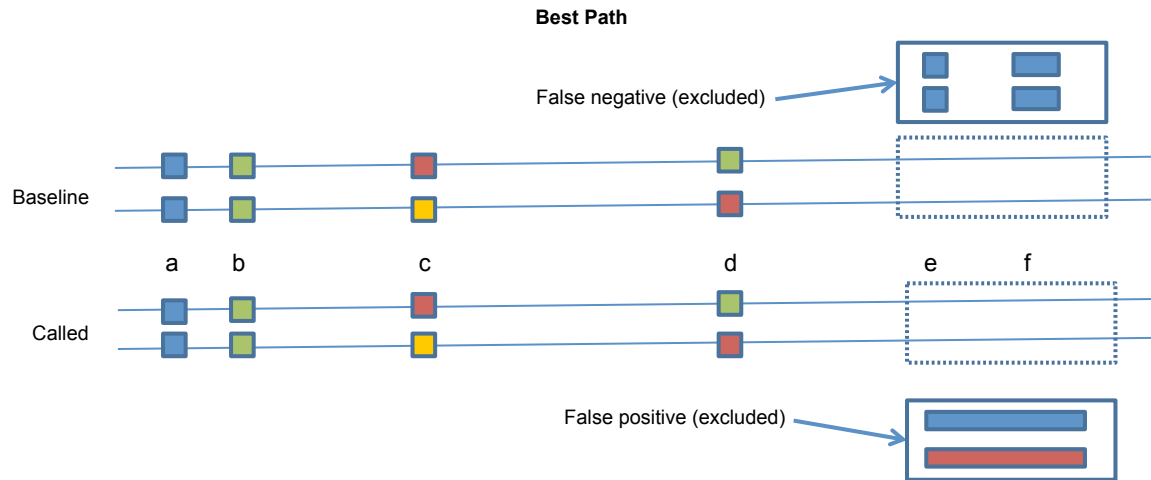 Best Path
False negative (excluded)
Baseline
a b c d e f
Called
False positive (excluded)